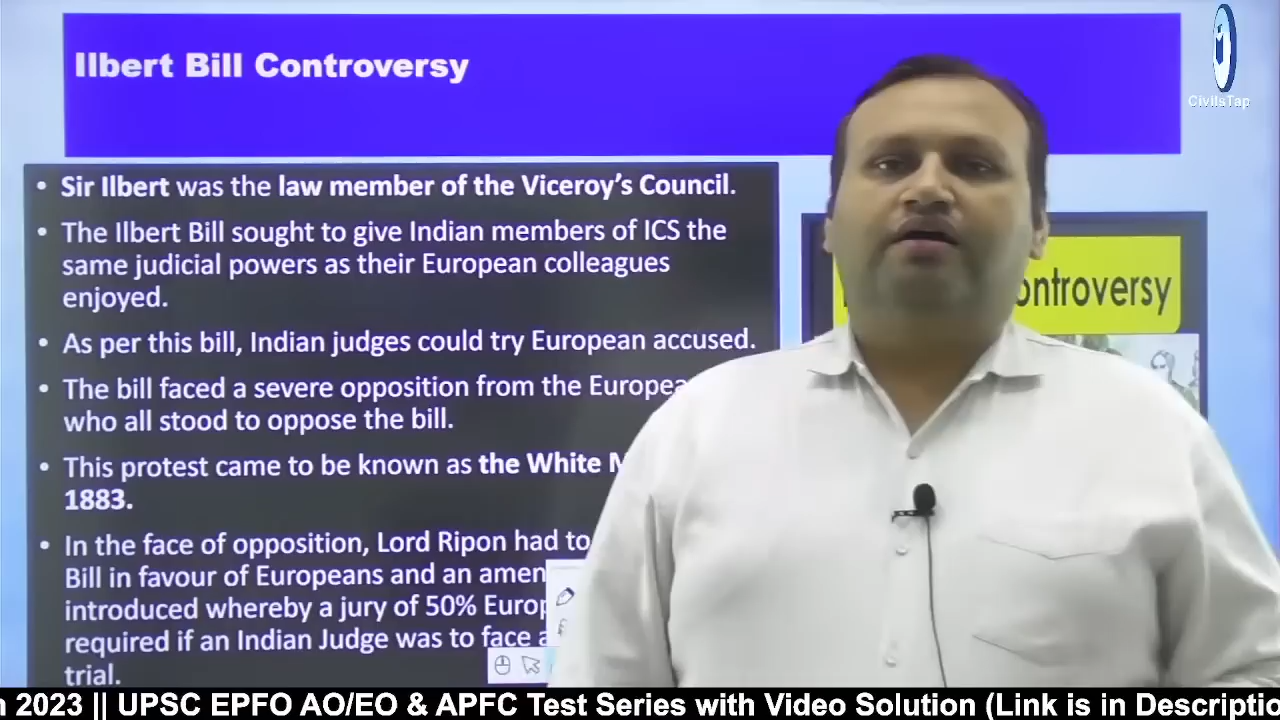 Ilbert Bill Controversy
CivilsTap
• Sir Ilbert was the law member of the Viceroy's Council.
• The Ilbert Bill sought to give Indian members of ICS the
same judicial powers as their European colleagues
enjoyed.
• As per this bill, Indian judges could try European accused.
• The bill faced a severe opposition from the Europea
who all stood to oppose the bill.
• This protest came to be known as the White
1883.
• In the face of opposition, Lord Ripon had to
Bill in favour of Europeans and an amen
introduced whereby a jury of 50% Europ
required if an Indian Judge was to face a
trial.
ontroversy
2023 || UPSC EPFO AO/EO & APFC Test Series with Video Solution (Link is in Descriptio